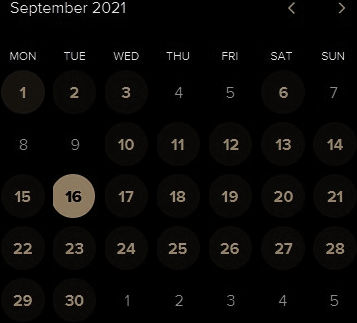 September 2021
MON TUE WED THU FRI SAT SUN
1 2 3 4 5 6 7
8 9 10 11 12 13 14
15 16 17 18 19 20 21
22 23 24 25 26 27 28
29 30 1 2 3 4 5